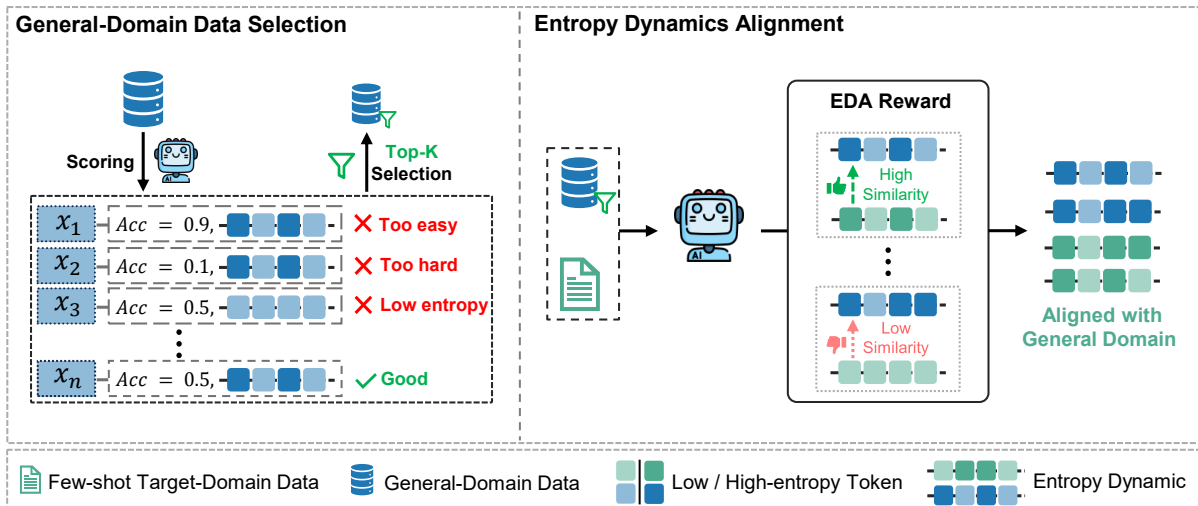 General-Domain Data Selection
Scoring
AI
Top-K
Selection
x₁ Acc = 0.9, Too easy
x₂ Acc = 0.1, Too hard
x₃ Acc = 0.5, Low entropy
xₙ Acc = 0.5, Good
Entropy Dynamics Alignment
AI
EDA Reward
High
Similarity
Low
Similarity
Aligned with
General Domain
Few-shot Target-Domain Data
General-Domain Data
Low / High-entropy Token
Entropy Dynamic